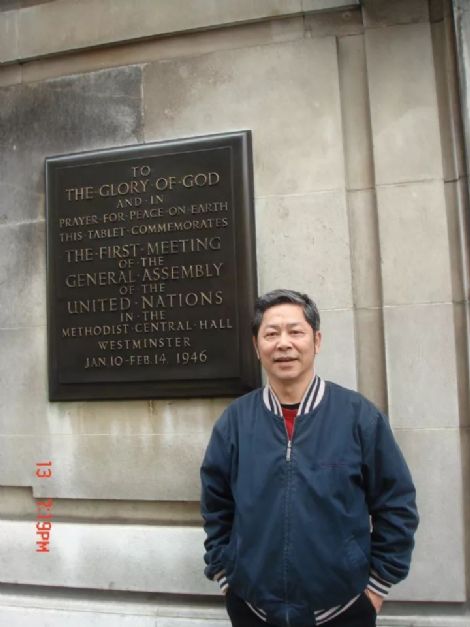 TO
THE·GLORY·OF·GOD
AND·IN
PRAYER·FOR·PEACE·ON·EARTH
THIS·TABLET·COMMEMORATES
THE·FIRST·MEETING
OF·THE
GENERAL·ASSEMBLY
OF·THE
UNITED·NATIONS
IN·THE
METHODIST·CENTRAL·HALL
WESTMINSTER
JAN.10-FEB.14. 1946
13 7:19PM